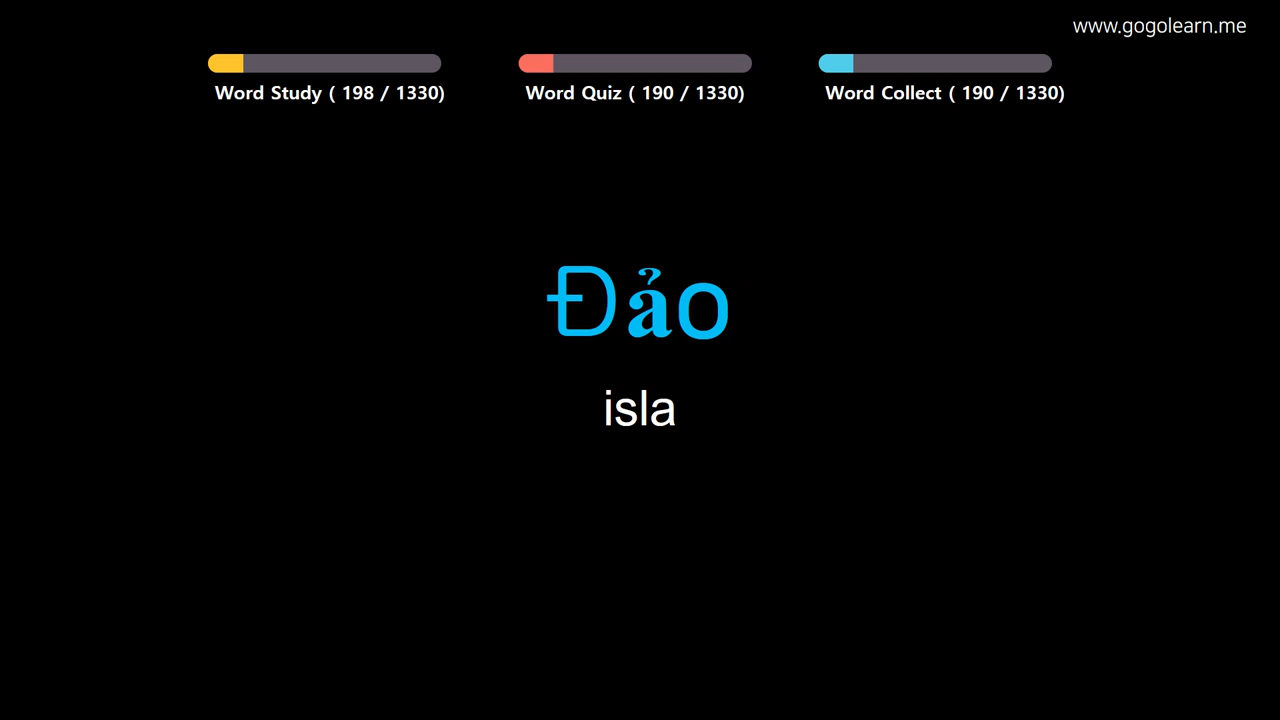 www.gogolearn.me
Word Study ( 198 / 1330)
Word Quiz ( 190 / 1330)
Word Collect ( 190 / 1330)
Đảo
isla